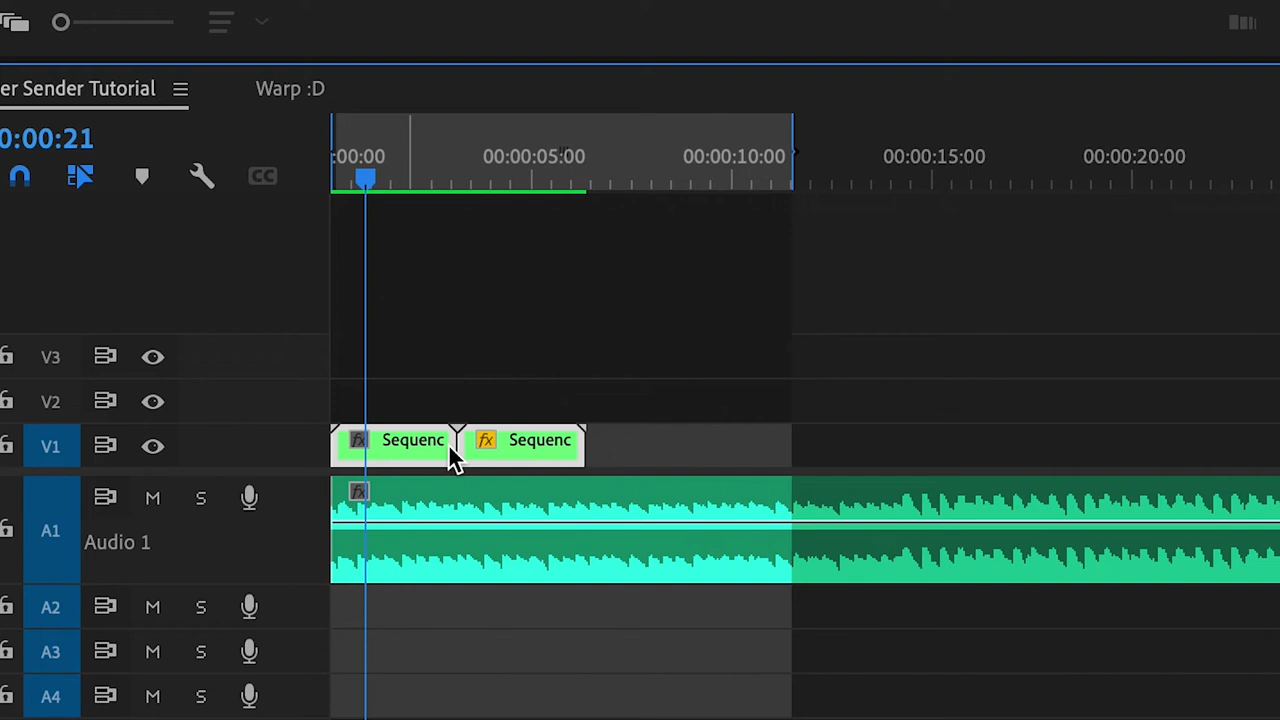 er Sender Tutorial
Warp :D
0:00:21
:00:00
00:00:05:00
00:00:10:00
00:00:15:00
00:00:20:00
CC
V3
V2
V1
fx Sequenc
fx Sequenc
A1
M
S
fx
Audio 1
A2
M
S
A3
M
S
A4
M
S